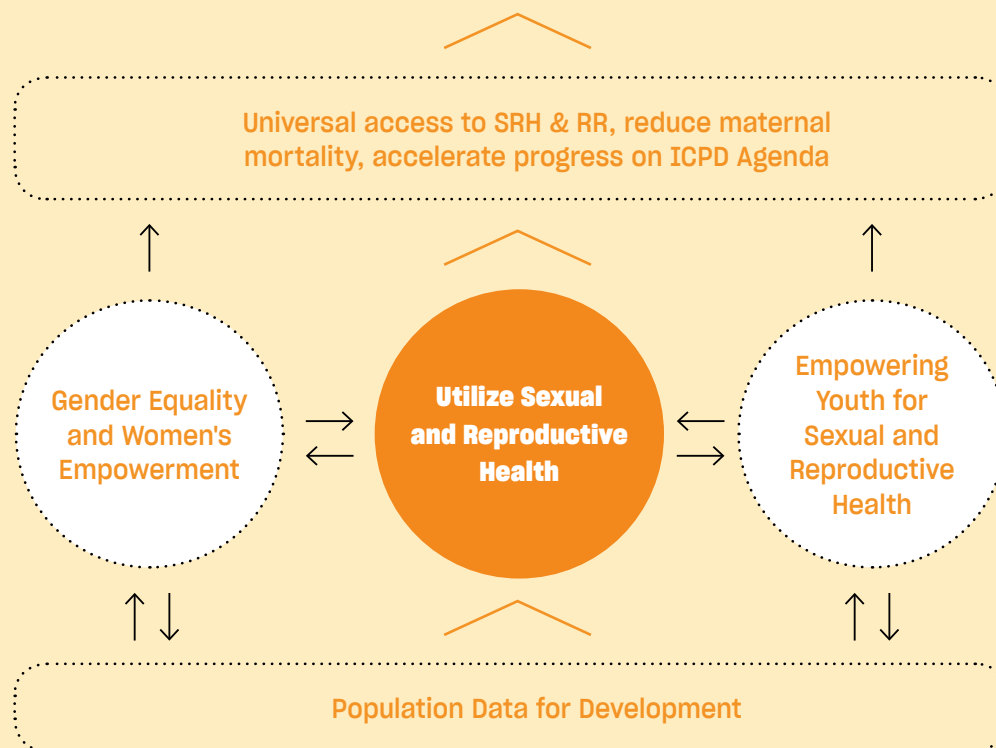 Universal access to SRH & RR, reduce maternal
mortality, accelerate progress on ICPD Agenda
Gender Equality
and Women's
Empowerment
Utilize Sexual
and Reproductive
Health
Empowering
Youth for
Sexual and
Reproductive
Health
Population Data for Development